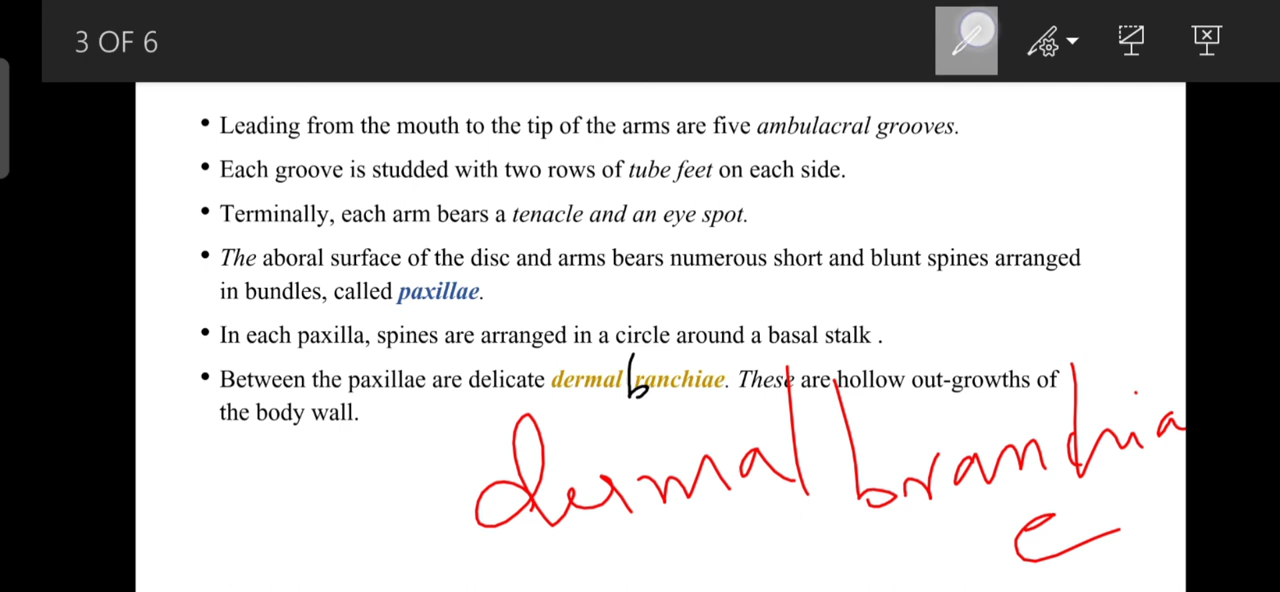 3 OF 6
• Leading from the mouth to the tip of the arms are five ambulacral grooves.
• Each groove is studded with two rows of tube feet on each side.
• Terminally, each arm bears a tenacle and an eye spot.
• The aboral surface of the disc and arms bears numerous short and blunt spines arranged
in bundles, called paxillae.
• In each paxilla, spines are arranged in a circle around a basal stalk .
• Between the paxillae are delicate dermal branchiae. These are hollow out-growths of
the body wall.
dermal branchia
e